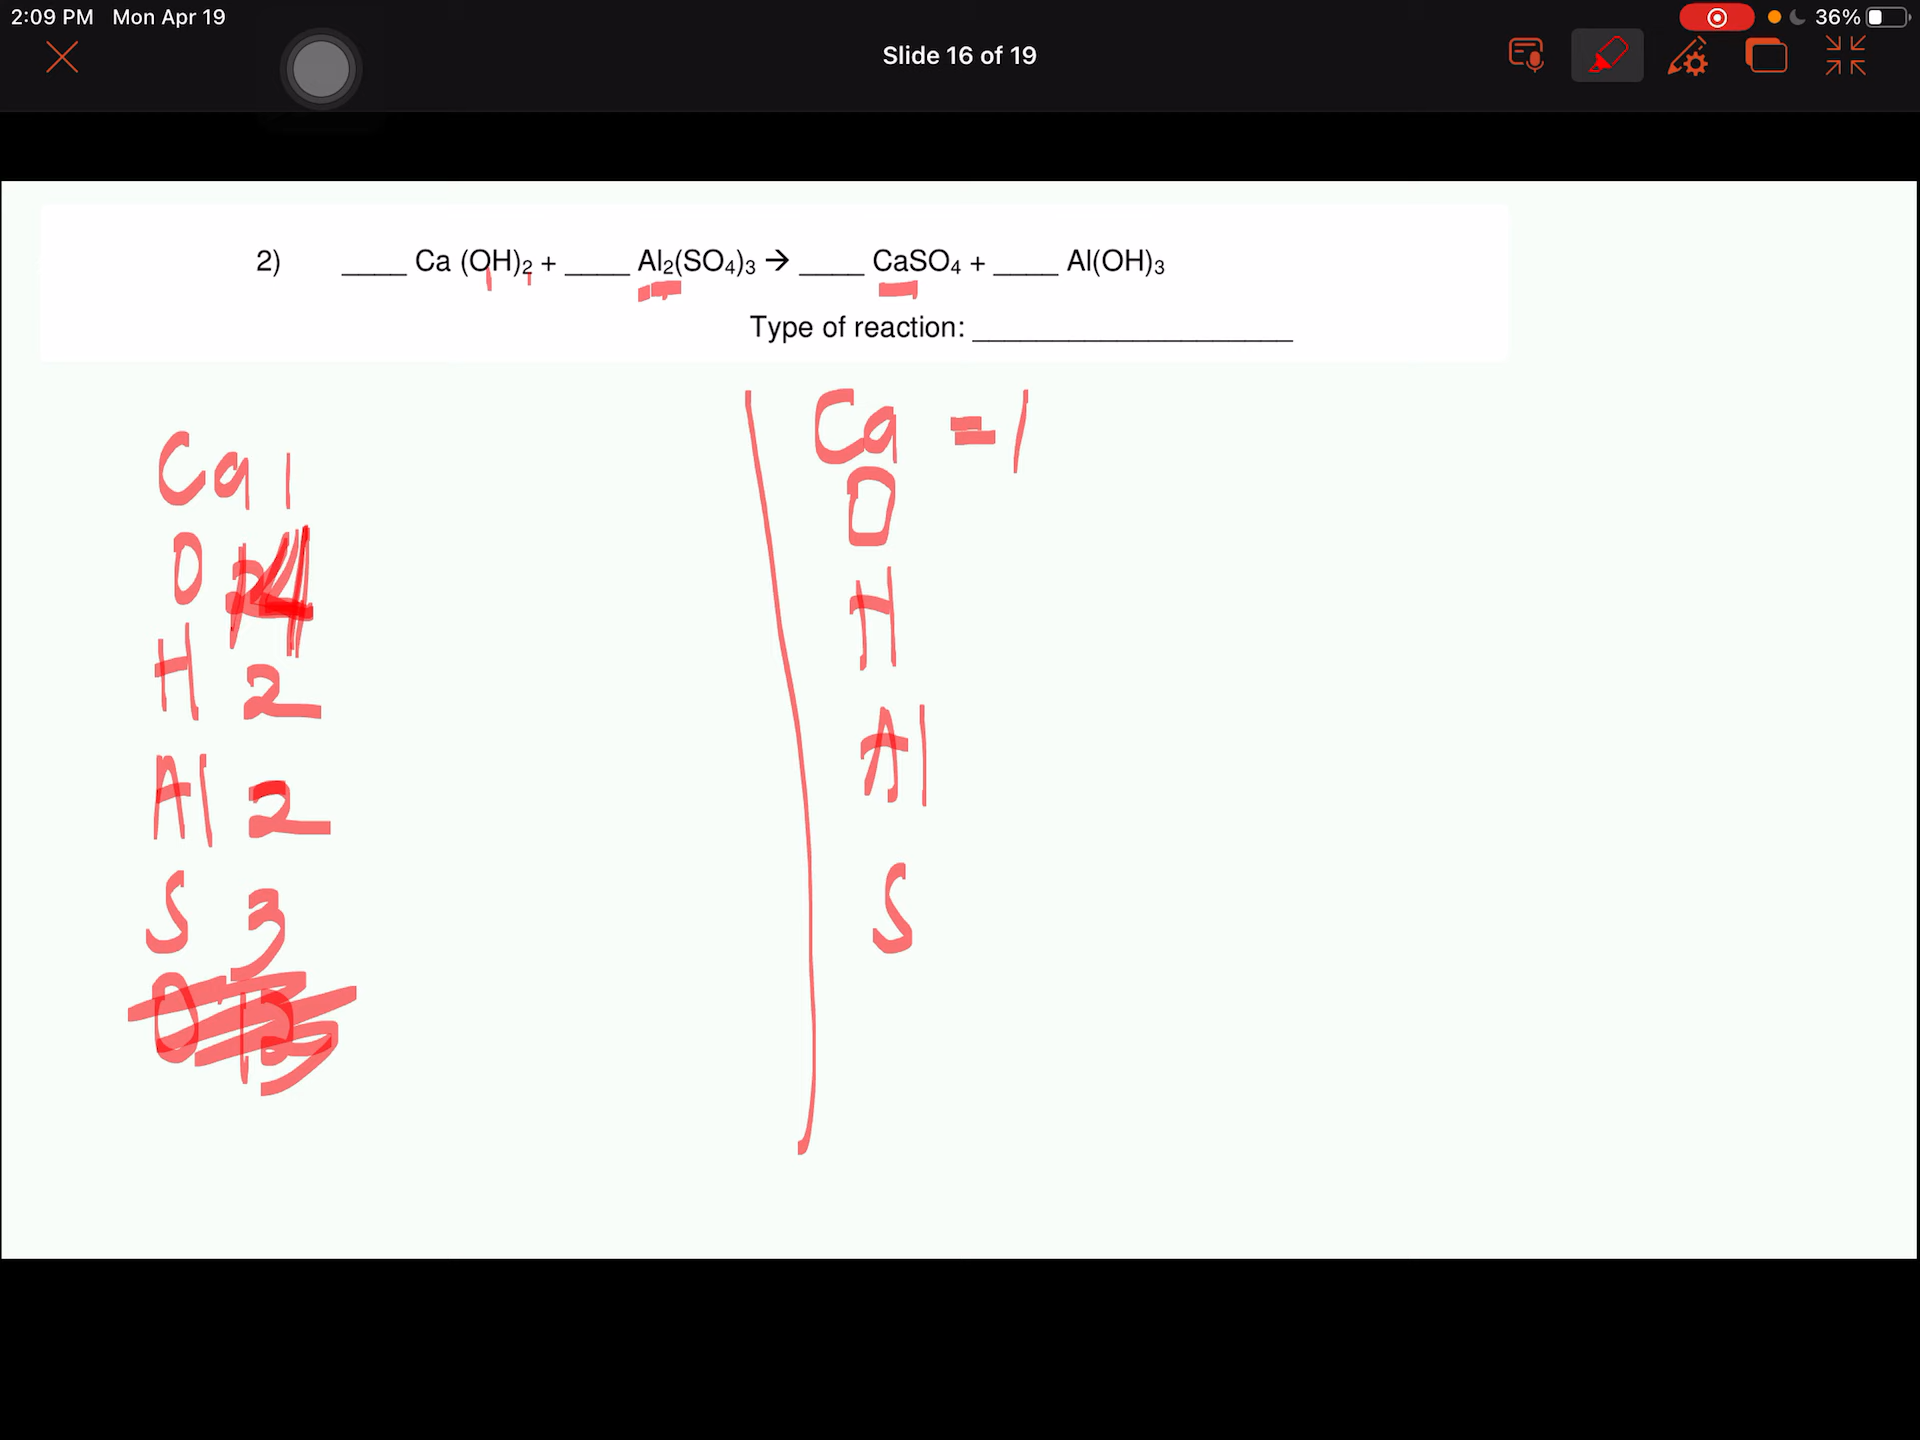 2:09 PM Mon Apr 19
36%
Slide 16 of 19
2) ____ Ca (OH)₂ + ____ Al₂(SO₄)₃ → ____ CaSO₄ + ____ Al(OH)₃
Type of reaction: ____________________
Ca 1
O 14
H 2
Al 2
S 3
O 12
Ca = 1
O
H
Al
S